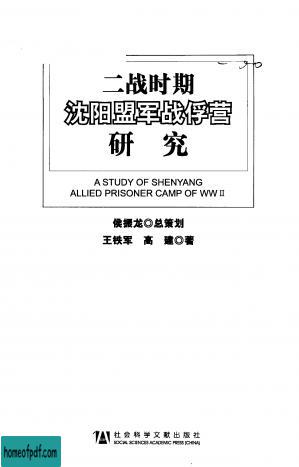 二战时期
沈阳盟军战俘营
研 究
A STUDY OF SHENYANG
ALLIED PRISONER CAMP OF WWⅡ
侯振龙◎总策划
王铁军 高 建◎著
社会科学文献出版社
SOCIAL SCIENCES ACADEMIC PRESS (CHINA)
homeofpdf.com